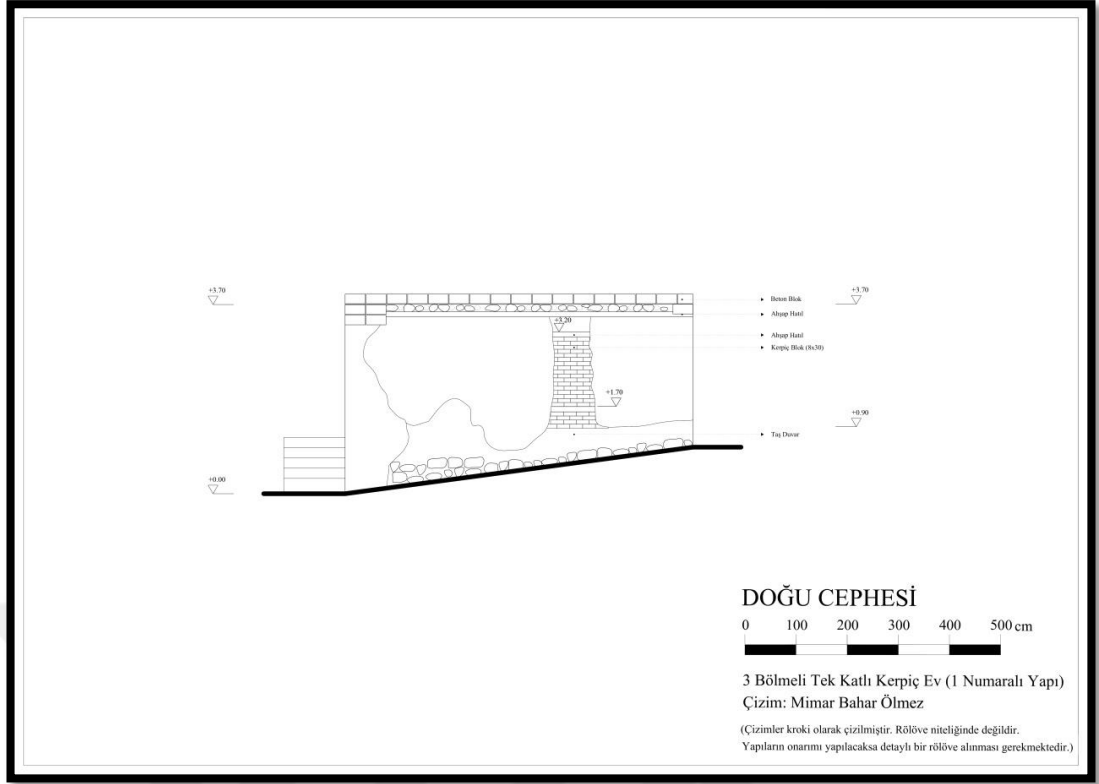 +3.70
+3.70
Beton Blok
Ahşap Hatıl
+3.20
Ahşap Hatıl
Kerpiç Blok (8x30)
+1.70
+0.90
Taş Duvar
+0.00
DOĞU CEPHESİ
0 100 200 300 400 500 cm
3 Bölmeli Tek Katlı Kerpiç Ev (1 Numaralı Yapı)
Çizim: Mimar Bahar Ölmez
(Çizimler kroki olarak çizilmiştir. Rölöve niteliğinde değildir.
Yapıların onarımı yapılacaksa detaylı bir rölöve alınması gerekmektedir.)